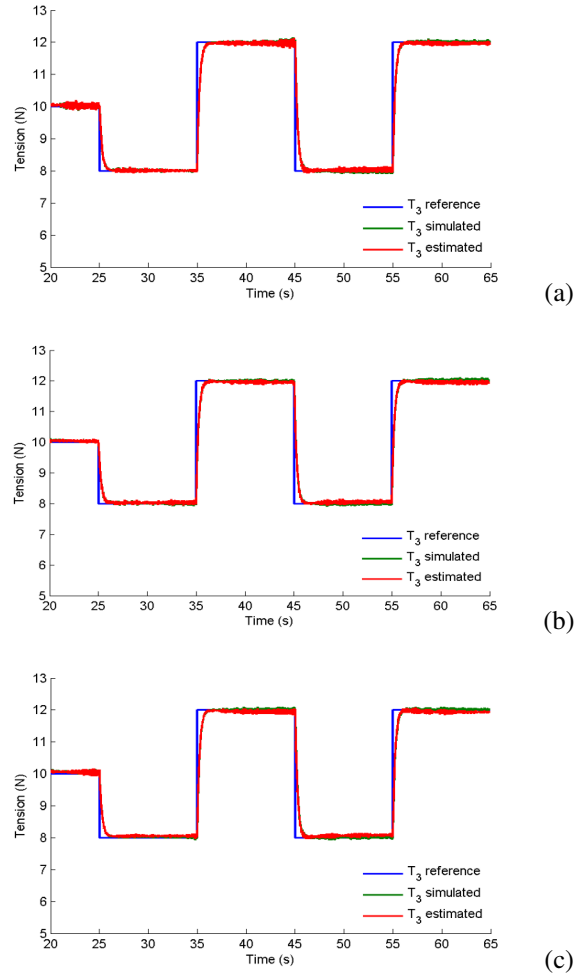 13
12
11
10
9
8
7
6
5
Tension (N)
20 25 30 35 40 45 50 55 60 65
Time (s)
T3 reference
T3 simulated
T3 estimated
(a)
13
12
11
10
9
8
7
6
5
Tension (N)
20 25 30 35 40 45 50 55 60 65
Time (s)
T3 reference
T3 simulated
T3 estimated
(b)
13
12
11
10
9
8
7
6
5
Tension (N)
20 25 30 35 40 45 50 55 60 65
Time (s)
T3 reference
T3 simulated
T3 estimated
(c)